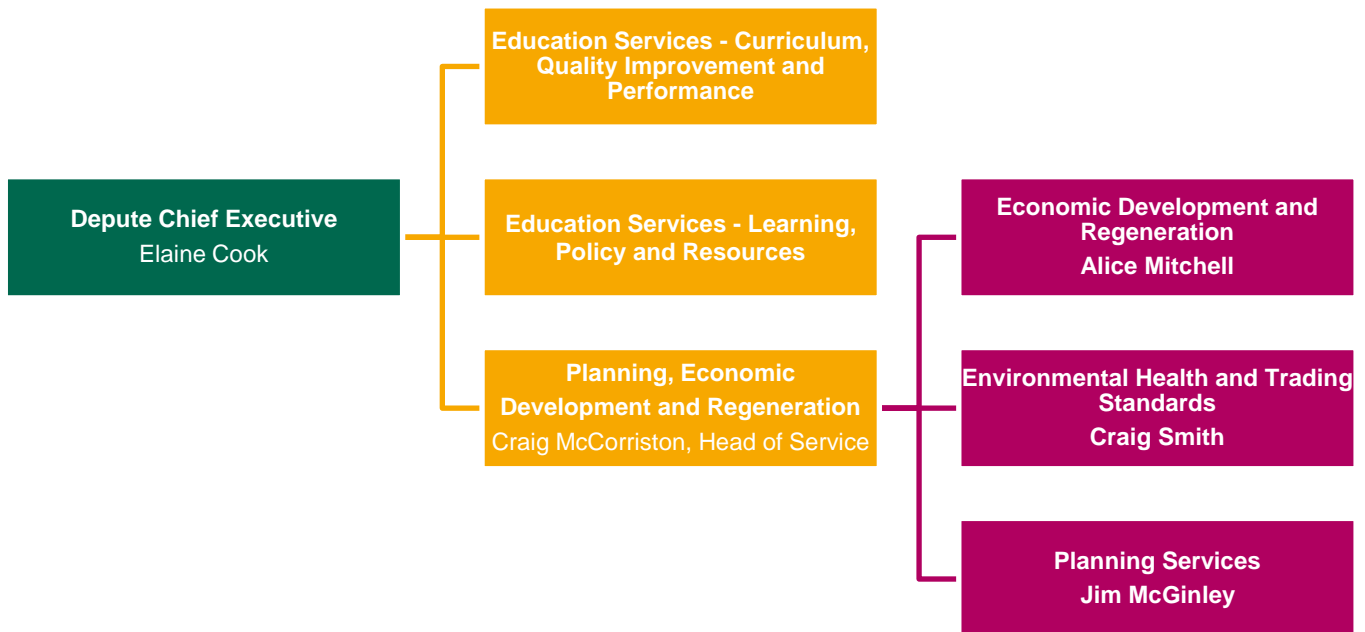 Education Services - Curriculum,
Quality Improvement and
Performance
Depute Chief Executive
Elaine Cook
Education Services - Learning,
Policy and Resources
Economic Development and
Regeneration
Alice Mitchell
Planning, Economic
Development and Regeneration
Craig McCorriston, Head of Service
Environmental Health and Trading
Standards
Craig Smith
Planning Services
Jim McGinley